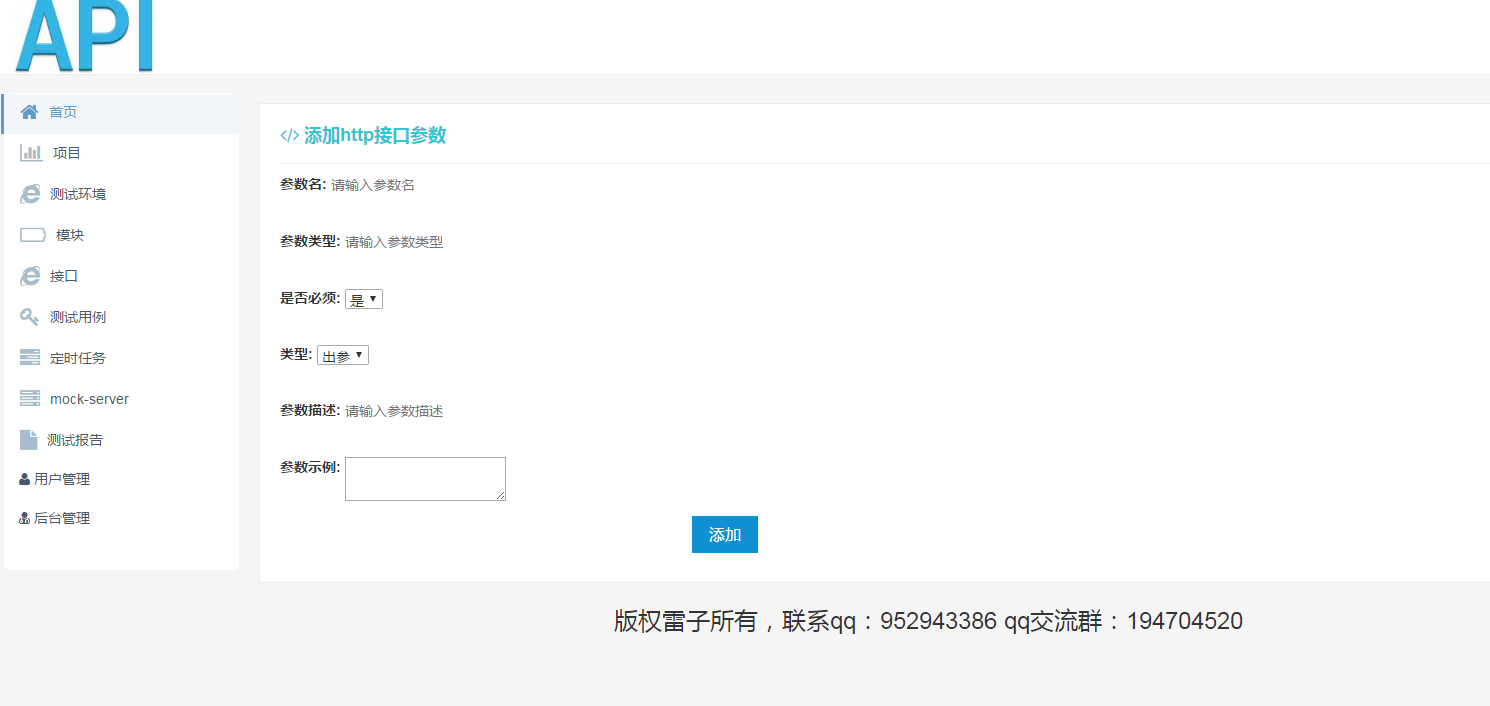 API
首页
项目
测试环境
模块
接口
测试用例
定时任务
mock-server
测试报告
用户管理
后台管理
</> 添加http接口参数
参数名: 请输入参数名
参数类型: 请输入参数类型
是否必须: 是
类型: 出参
参数描述: 请输入参数描述
参数示例:
添加
版权雷子所有，联系qq：952943386 qq交流群：194704520